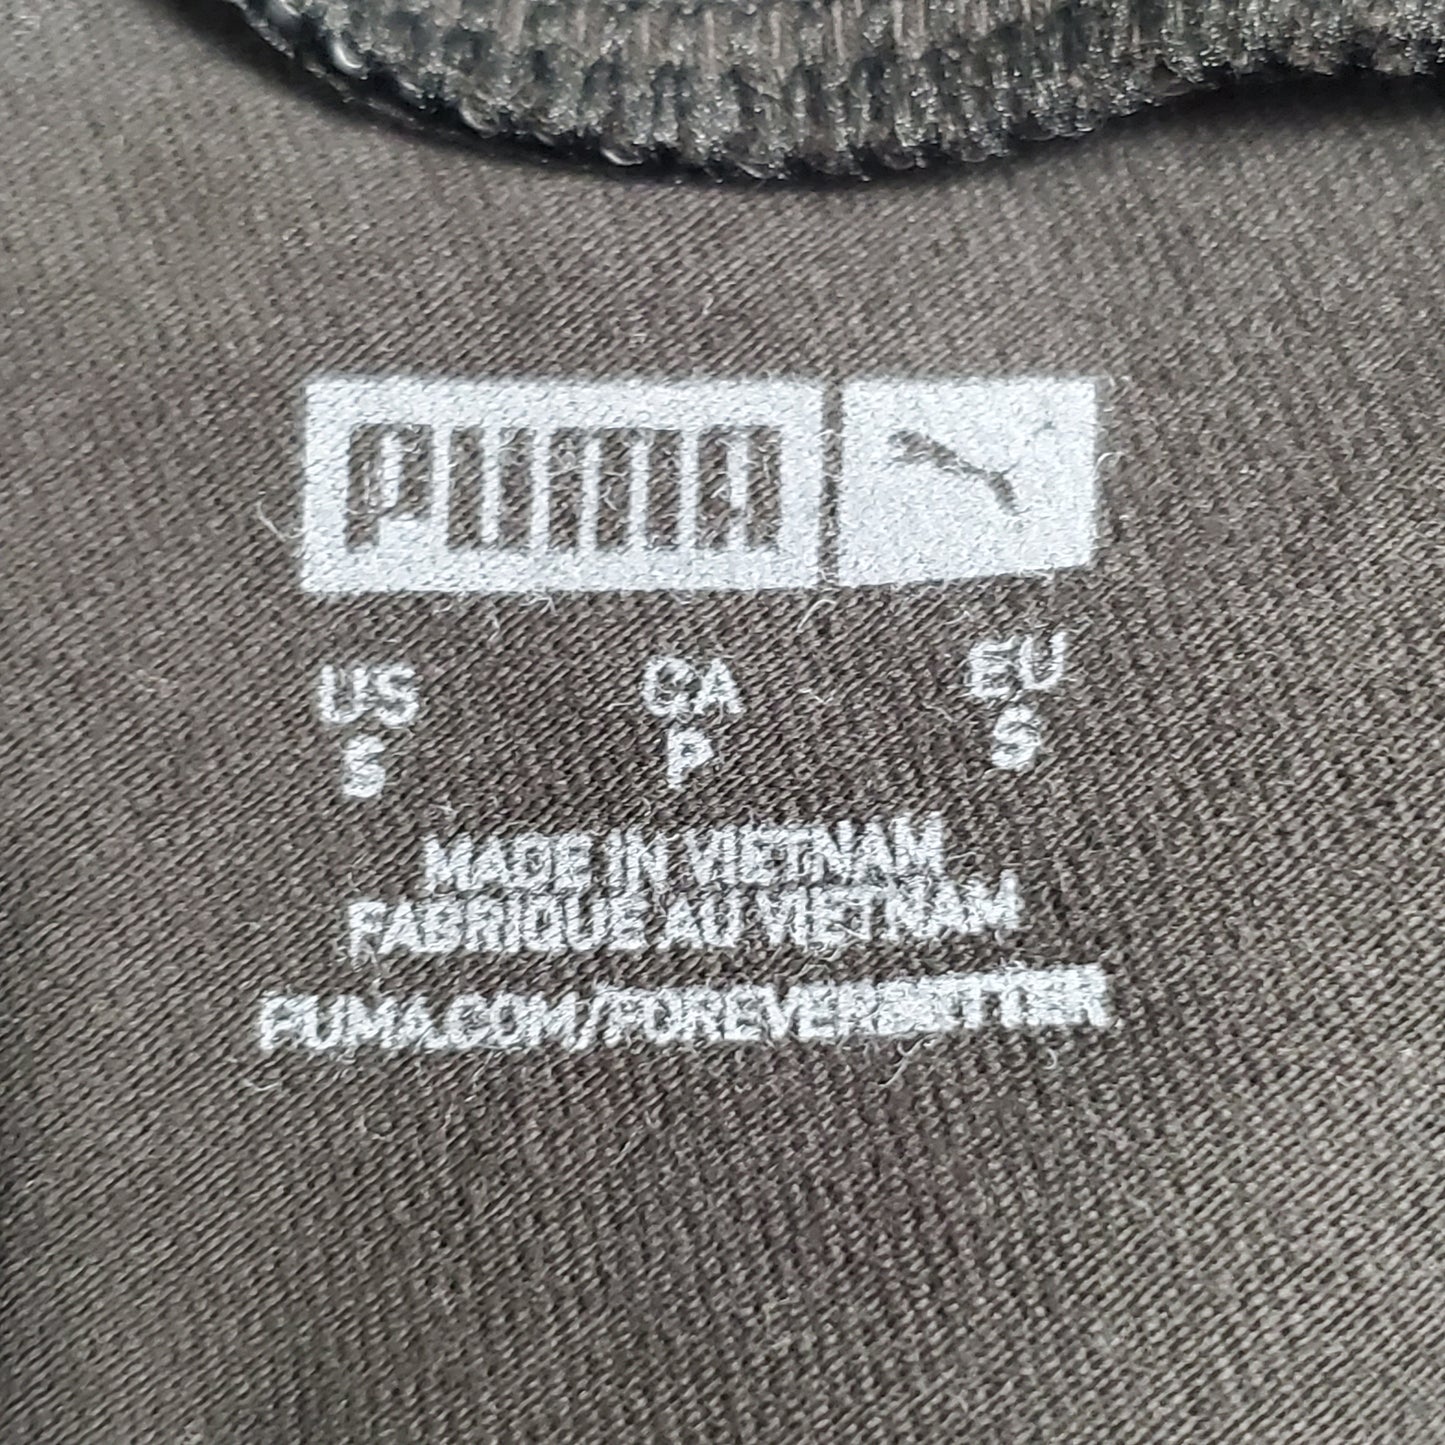 PUMA
US CA EU
S P S
MADE IN VIETNAM
FABRIQUE AU VIETNAM
PUMA.COM/FOREVERBETTER